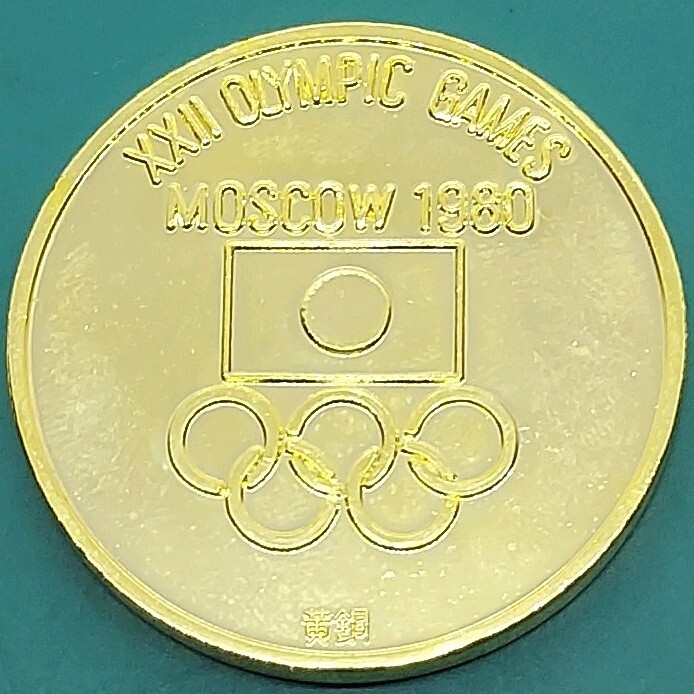 XXII OLYMPIC GAMES
MOSCOW 1980
黄銅